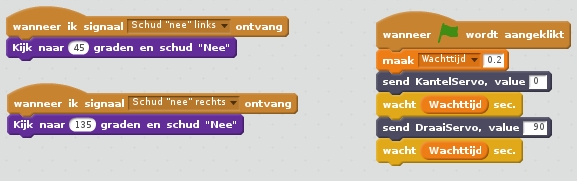 wanneer ik signaal Schud "nee" links ontvang
Kijk naar 45 graden en schud "Nee"
wanneer ik signaal Schud "nee" rechts ontvang
Kijk naar 135 graden en schud "Nee"
wanneer wordt aangeklikt
maak Wachttijd 0.2
send KantelServo, value 0
wacht Wachttijd sec.
send DraaiServo, value 90
wacht Wachttijd sec.